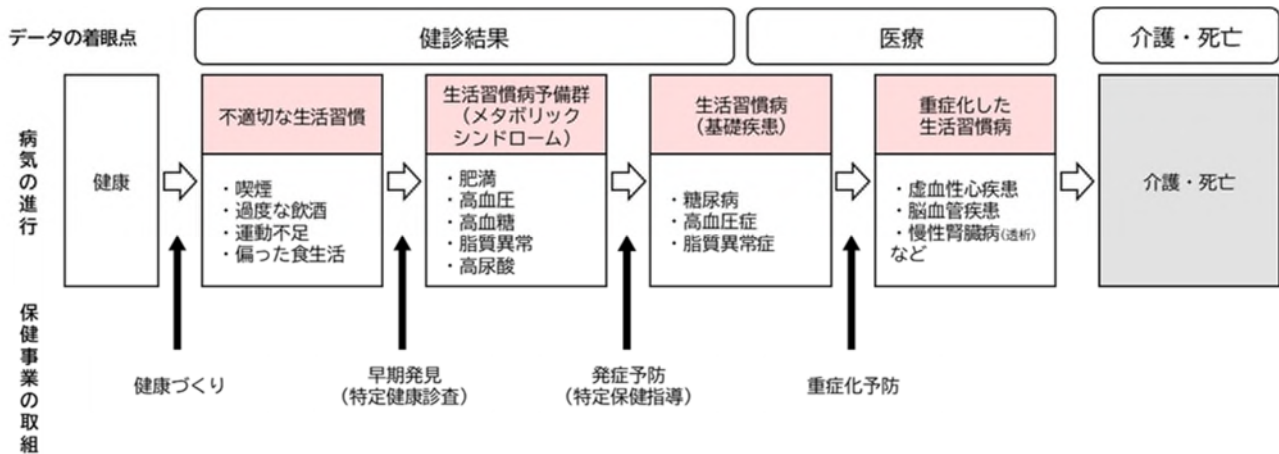 データの着眼点
健診結果
医療
介護・死亡
病気の進行
健康
不適切な生活習慣
・喫煙
・過度な飲酒
・運動不足
・偏った食生活
生活習慣病予備群
（メタボリック
シンドローム）
・肥満
・高血圧
・高血糖
・脂質異常
・高尿酸
生活習慣病
（基礎疾患）
・糖尿病
・高血圧症
・脂質異常症
重症化した
生活習慣病
・虚血性心疾患
・脳血管疾患
・慢性腎臓病(透析)
など
介護・死亡
保健事業の取組
健康づくり
早期発見
（特定健康診査）
発症予防
（特定保健指導）
重症化予防